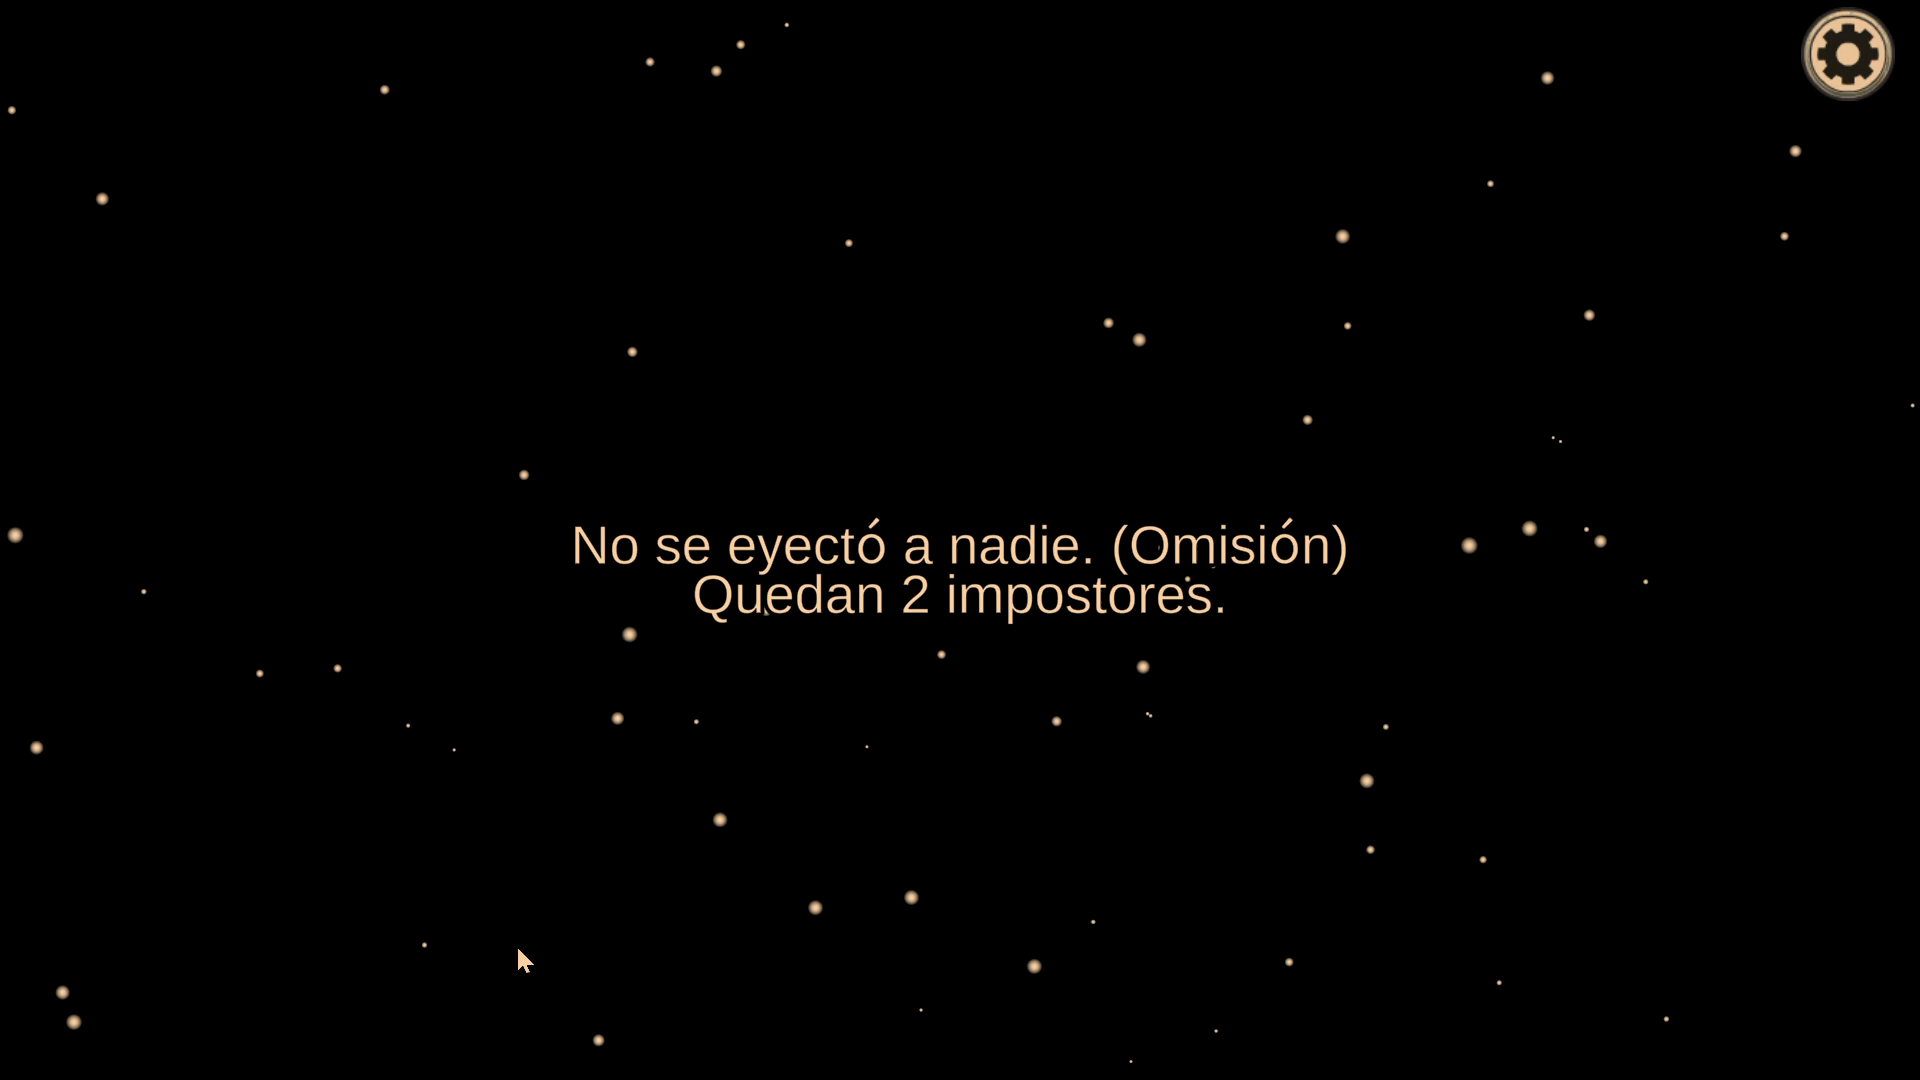 No se eyectó a nadie. (Omisión)
Quedan 2 impostores.